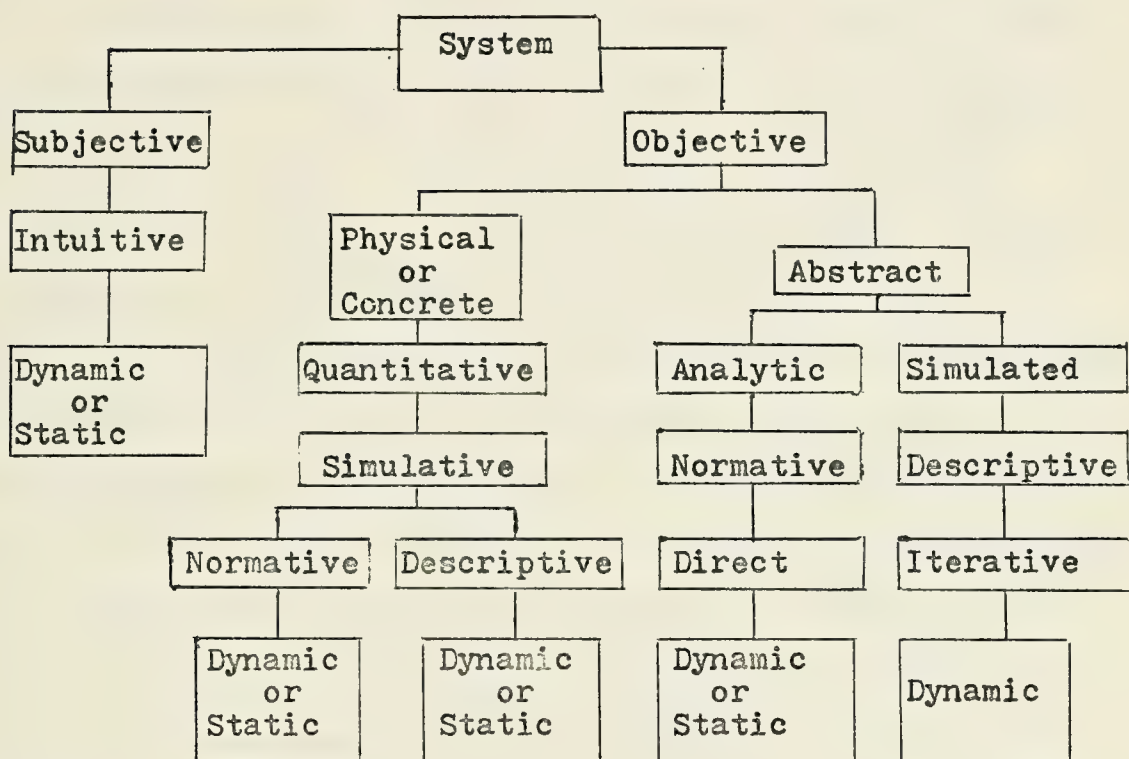 System
Subjective
Objective
Intuitive
Physical
or
Concrete
Abstract
Dynamic
or
Static
Quantitative
Analytic
Simulated
Simulative
Normative
Descriptive
Normative
Descriptive
Direct
Iterative
Dynamic
or
Static
Dynamic
or
Static
Dynamic
or
Static
Dynamic